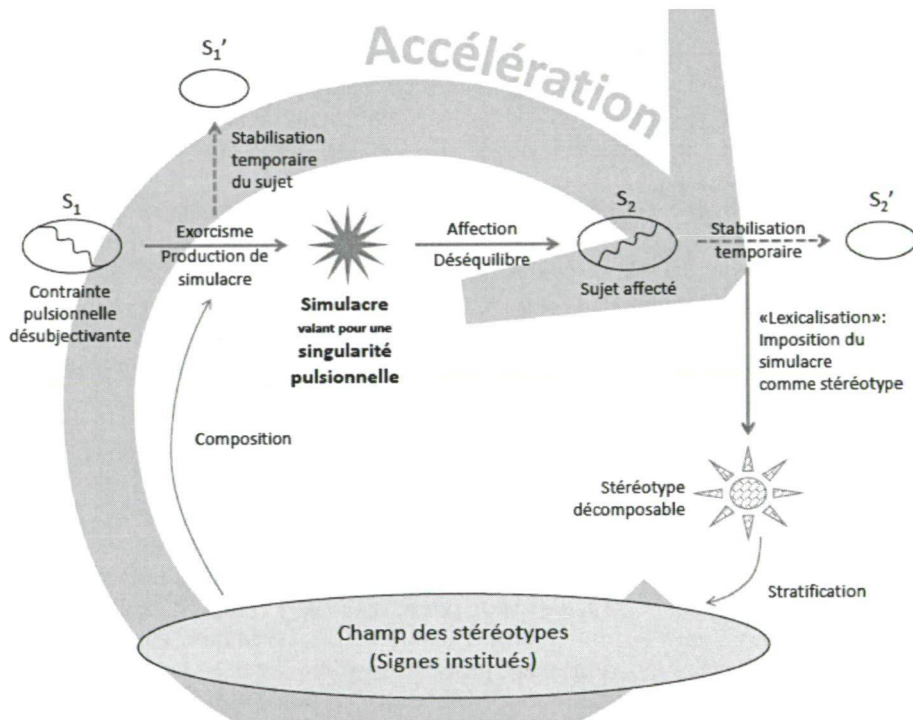 Accélération
S₁'
Stabilisation
temporaire
du sujet
S₁
Contrainte
pulsionnelle
désubjectivante
Exorcisme
Production de
simulacre
Simulacre
valant pour une
singularité
pulsionnelle
Affection
Déséquilibre
S₂
Sujet affecté
Stabilisation
temporaire
S₂'
«Lexicalisation»:
Imposition du
simulacre
comme stéréotype
Composition
Stéréotype
décomposable
Stratification
Champ des stéréotypes
(Signes institués)